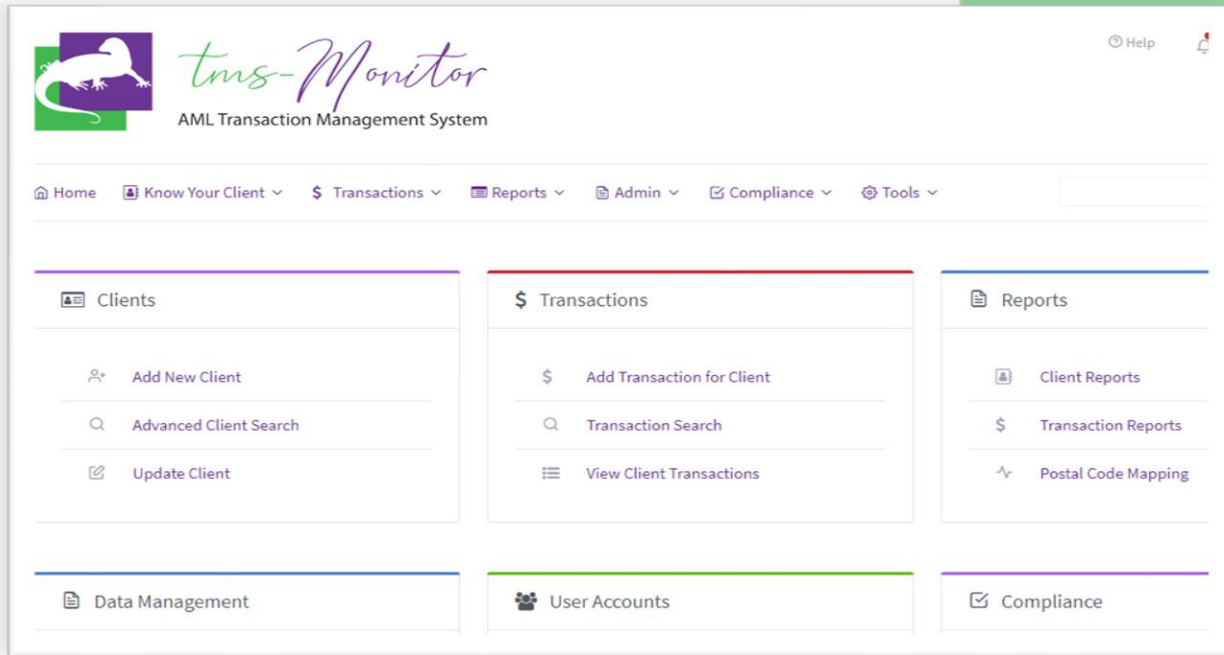 tms-Monitor
AML Transaction Management System
Help
Home Know Your Client $ Transactions Reports Admin Compliance Tools
Clients
Add New Client
Advanced Client Search
Update Client
$ Transactions
$ Add Transaction for Client
Transaction Search
View Client Transactions
Reports
Client Reports
$ Transaction Reports
Postal Code Mapping
Data Management
User Accounts
Compliance